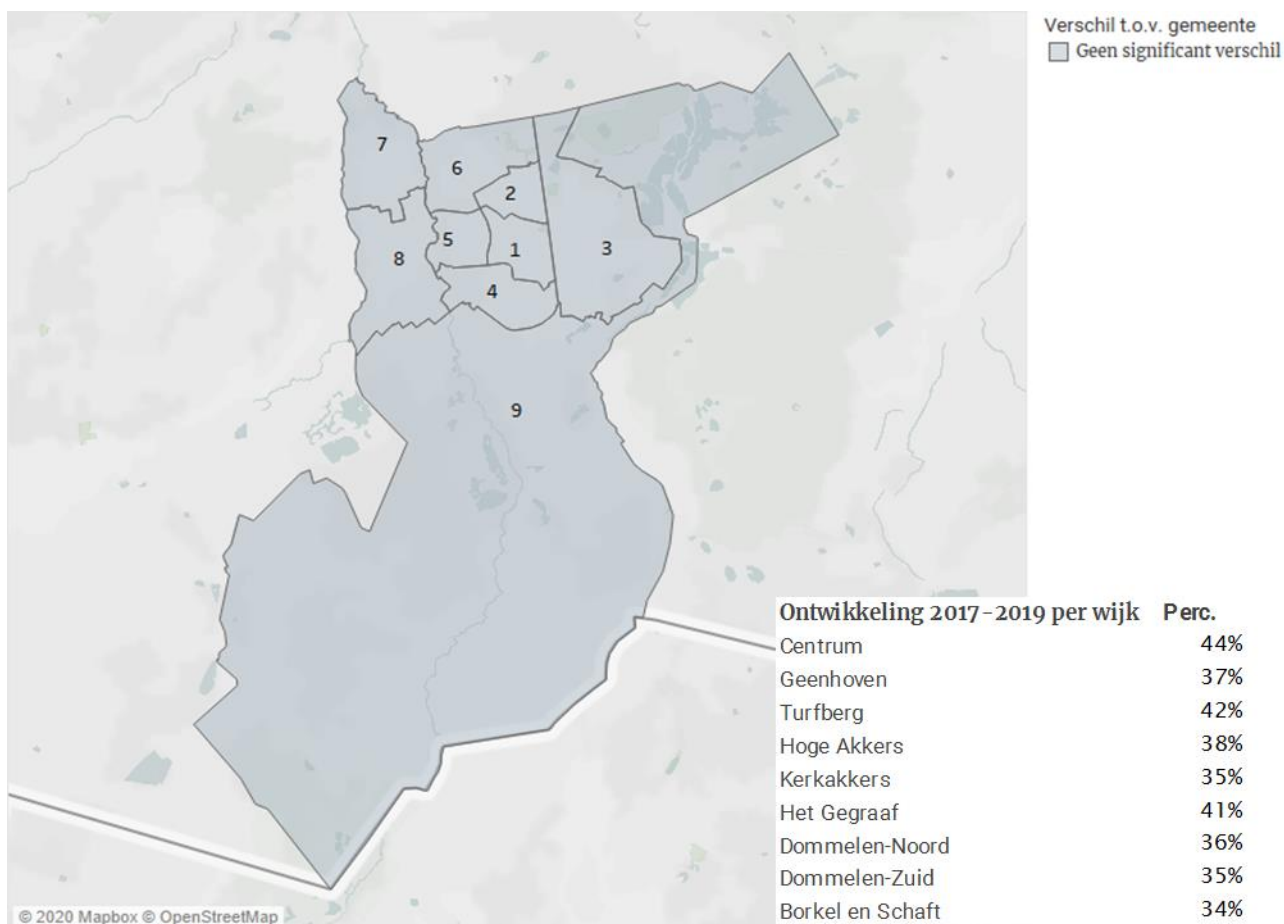 Verschil t.o.v. gemeente
Geen significant verschil
7
6
2
5
1
3
8
4
9
Ontwikkeling 2017-2019 per wijk Perc.
Centrum 44%
Geenhoven 37%
Turfberg 42%
Hoge Akkers 38%
Kerkakkers 35%
Het Gegraaf 41%
Dommelen-Noord 36%
Dommelen-Zuid 35%
Borkel en Schaft 34%
© 2020 Mapbox © OpenStreetMap